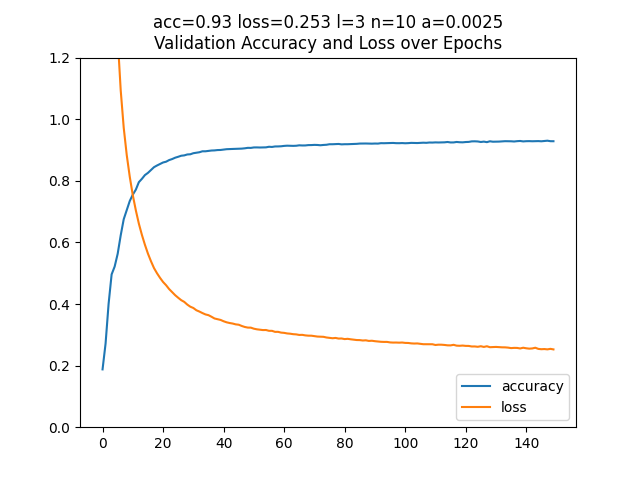 acc=0.93 loss=0.253 l=3 n=10 a=0.0025
Validation Accuracy and Loss over Epochs
1.2
1.0
0.8
0.6
0.4
0.2
0.0
accuracy
loss
0 20 40 60 80 100 120 140